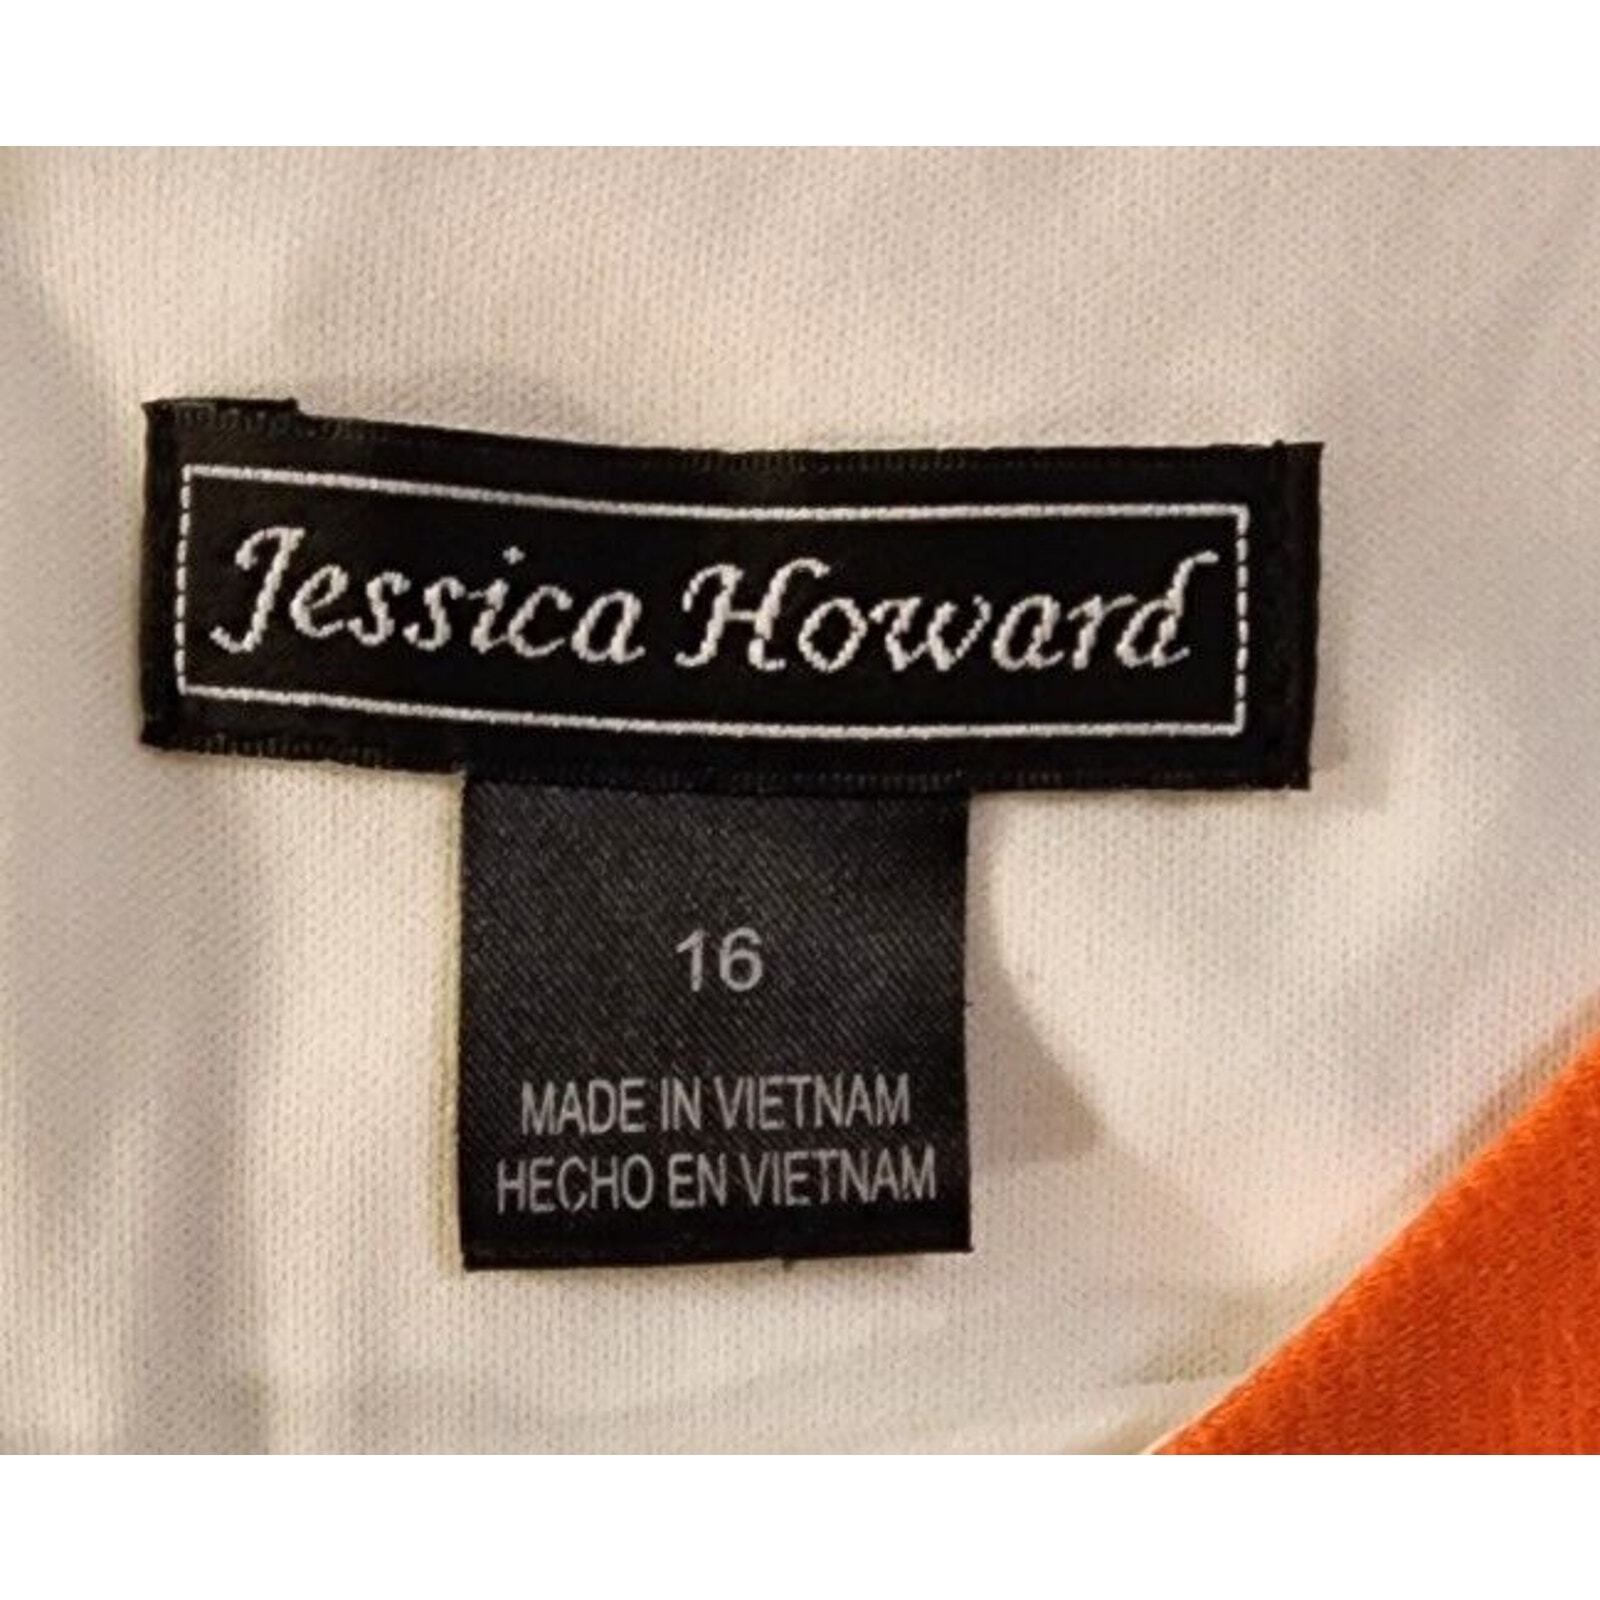 Jessica Howard
16
MADE IN VIETNAM
HECHO EN VIETNAM